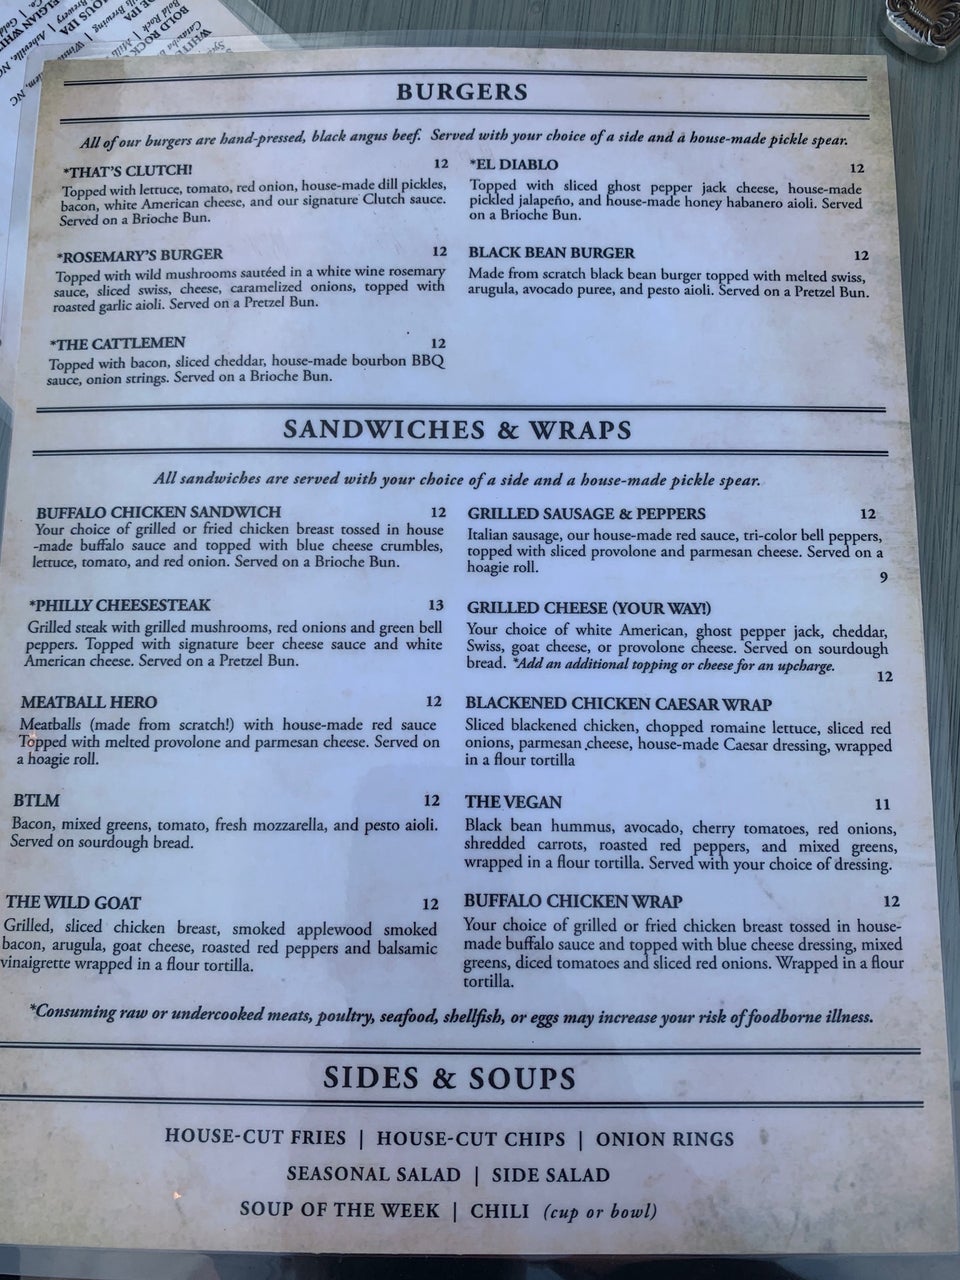 BURGERS
All of our burgers are hand-pressed, black angus beef. Served with your choice of a side and a house-made pickle spear.
*THAT'S CLUTCH! 12
Topped with lettuce, tomato, red onion, house-made dill pickles,
bacon, white American cheese, and our signature Clutch sauce.
Served on a Brioche Bun.
*ROSEMARY'S BURGER 12
Topped with wild mushrooms sautéed in a white wine rosemary
sauce, sliced swiss, cheese, caramelized onions, topped with
roasted garlic aioli. Served on a Pretzel Bun.
*THE CATTLEMEN 12
Topped with bacon, sliced cheddar, house-made bourbon BBQ
sauce, onion strings. Served on a Brioche Bun.
*EL DIABLO 12
Topped with sliced ghost pepper jack cheese, house-made
pickled jalapeño, and house-made honey habanero aioli. Served
on a Brioche Bun.
BLACK BEAN BURGER 12
Made from scratch black bean burger topped with melted swiss,
arugula, avocado puree, and pesto aioli. Served on a Pretzel Bun.
SANDWICHES & WRAPS
All sandwiches are served with your choice of a side and a house-made pickle spear.
BUFFALO CHICKEN SANDWICH 12
Your choice of grilled or fried chicken breast tossed in house
-made buffalo sauce and topped with blue cheese crumbles,
lettuce, tomato, and red onion. Served on a Brioche Bun.
*PHILLY CHEESESTEAK 13
Grilled steak with grilled mushrooms, red onions and green bell
peppers. Topped with signature beer cheese sauce and white
American cheese. Served on a Pretzel Bun.
MEATBALL HERO 12
Meatballs (made from scratch!) with house-made red sauce
Topped with melted provolone and parmesan cheese. Served on
a hoagie roll.
BTLM 12
Bacon, mixed greens, tomato, fresh mozzarella, and pesto aioli.
Served on sourdough bread.
THE WILD GOAT 12
Grilled, sliced chicken breast, smoked applewood smoked
bacon, arugula, goat cheese, roasted red peppers and balsamic
vinaigrette wrapped in a flour tortilla.
GRILLED SAUSAGE & PEPPERS 12
Italian sausage, our house-made red sauce, tri-color bell peppers,
topped with sliced provolone and parmesan cheese. Served on a
hoagie roll.
9
GRILLED CHEESE (YOUR WAY!)
Your choice of white American, ghost pepper jack, cheddar,
Swiss, goat cheese, or provolone cheese. Served on sourdough
bread. *Add an additional topping or cheese for an upcharge.
12
BLACKENED CHICKEN CAESAR WRAP
Sliced blackened chicken, chopped romaine lettuce, sliced red
onions, parmesan cheese, house-made Caesar dressing, wrapped
in a flour tortilla
THE VEGAN 11
Black bean hummus, avocado, cherry tomatoes, red onions,
shredded carrots, roasted red peppers, and mixed greens,
wrapped in a flour tortilla. Served with your choice of dressing.
BUFFALO CHICKEN WRAP 12
Your choice of grilled or fried chicken breast tossed in house-
made buffalo sauce and topped with blue cheese dressing, mixed
greens, diced tomatoes and sliced red onions. Wrapped in a flour
tortilla.
*Consuming raw or undercooked meats, poultry, seafood, shellfish, or eggs may increase your risk of foodborne illness.
SIDES & SOUPS
HOUSE-CUT FRIES | HOUSE-CUT CHIPS | ONION RINGS
SEASONAL SALAD | SIDE SALAD
SOUP OF THE WEEK | CHILI (cup or bowl)